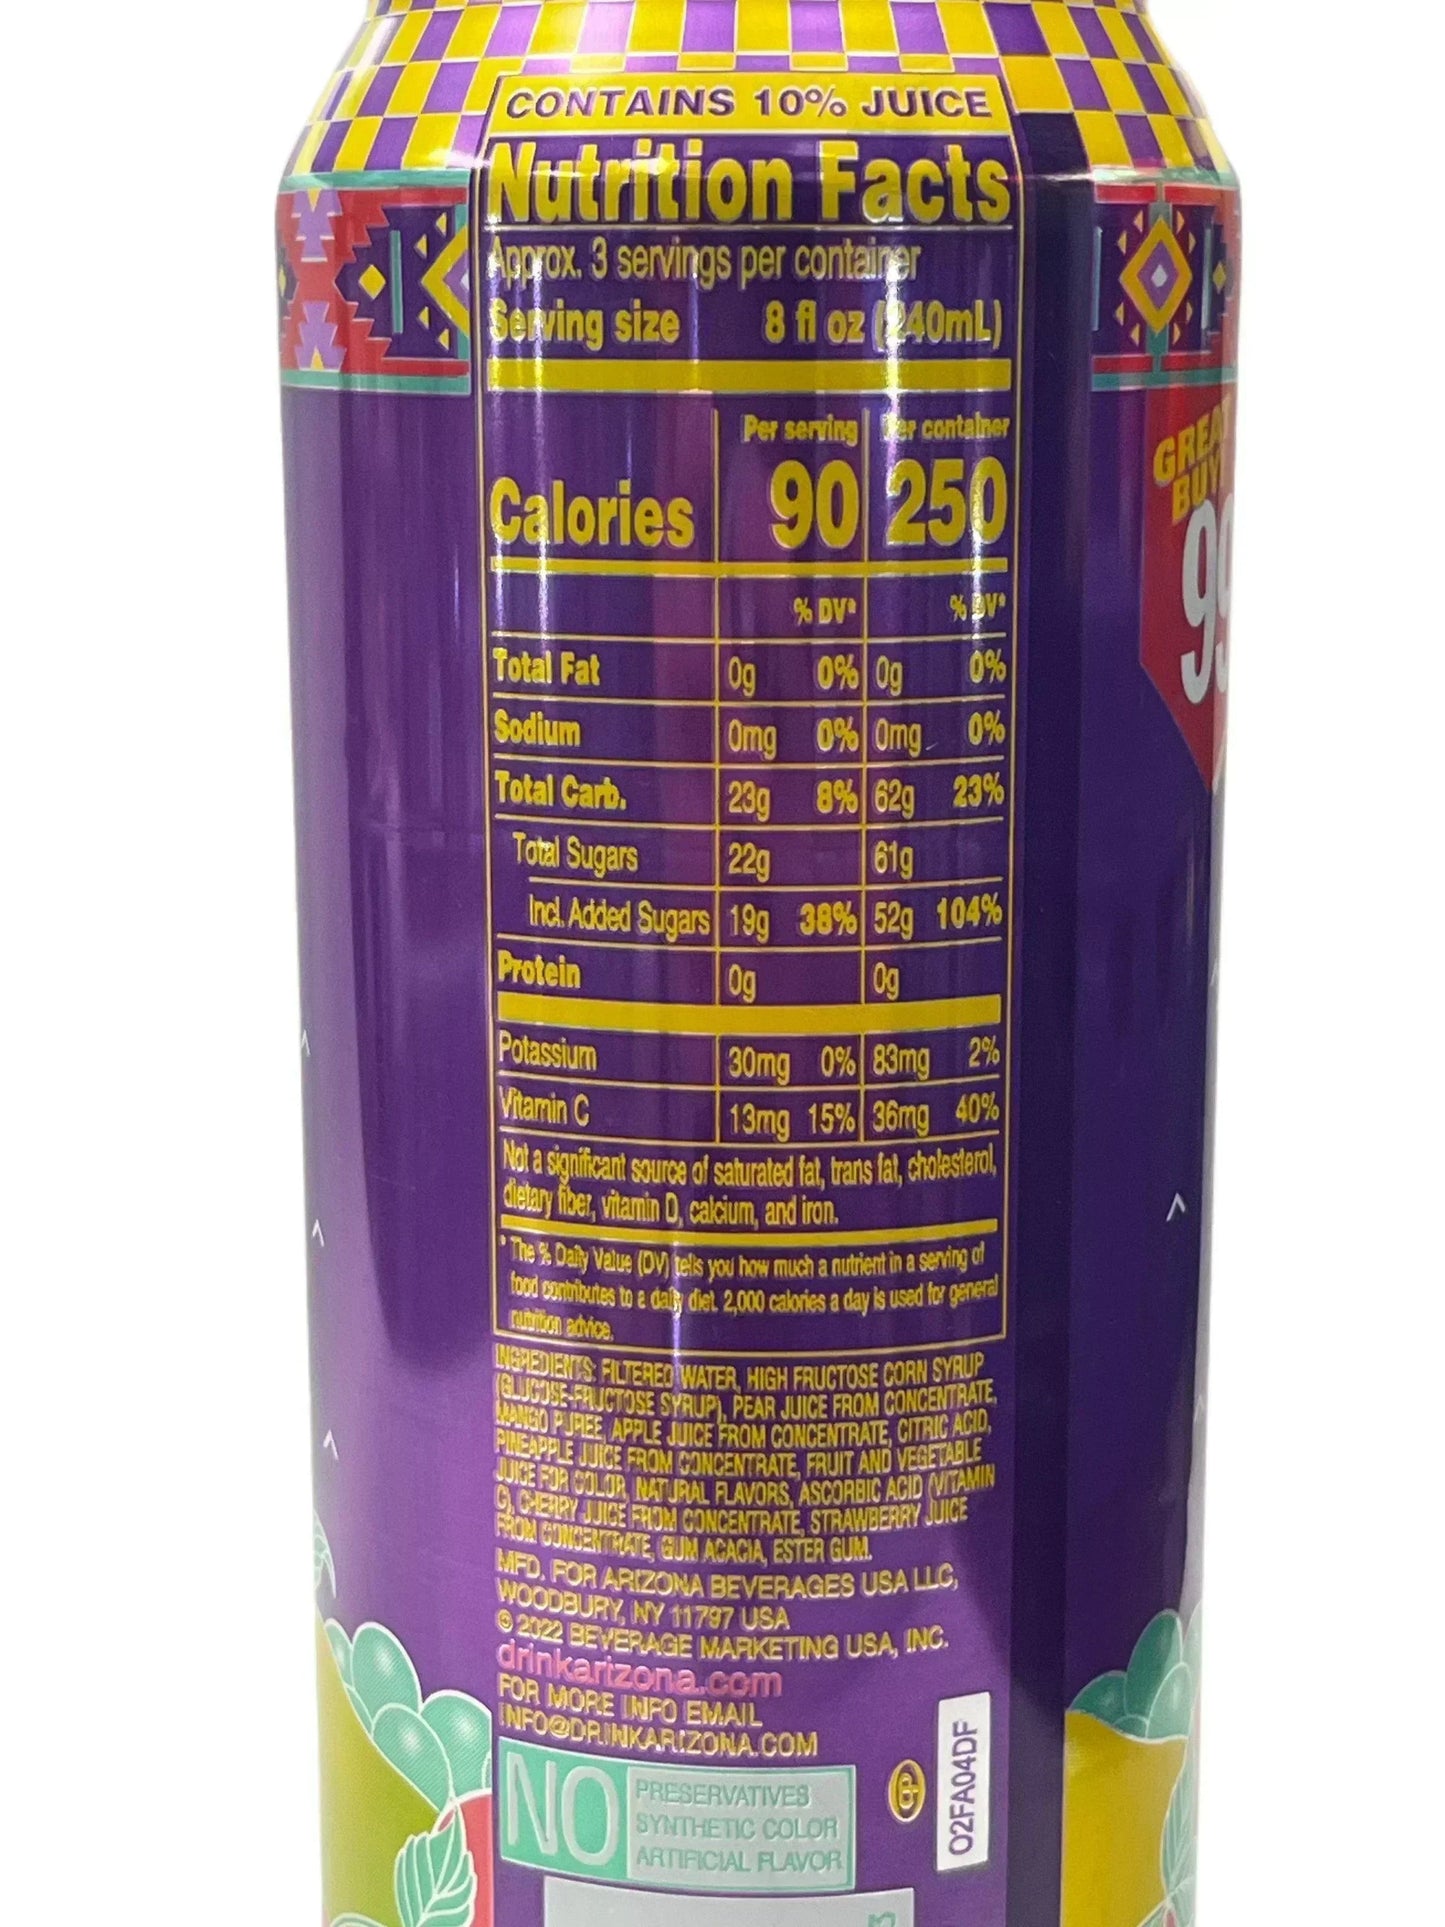 CONTAINS 10% JUICE
Nutrition Facts
Approx. 3 servings per container
Serving size 8 fl oz (240mL)
Per serving Per container
Calories 90 250
% DV* % DV*
Total Fat 0g 0% 0g 0%
Sodium 0mg 0% 0mg 0%
Total Carb. 23g 8% 62g 23%
Total Sugars 22g 61g
Incl. Added Sugars 19g 38% 52g 104%
Protein 0g 0g
Potassium 30mg 0% 83mg 2%
Vitamin C 13mg 15% 36mg 40%
Not a significant source of saturated fat, trans fat, cholesterol,
dietary fiber, vitamin D, calcium, and iron.
* The % Daily Value (DV) tells you how much a nutrient in a serving of
food contributes to a daily diet. 2,000 calories a day is used for general
nutrition advice.
INGREDIENTS: FILTERED WATER, HIGH FRUCTOSE CORN SYRUP
(GLUCOSE-FRUCTOSE SYRUP), PEAR JUICE FROM CONCENTRATE,
MANGO PUREE, APPLE JUICE FROM CONCENTRATE, CITRIC ACID,
PINEAPPLE JUICE FROM CONCENTRATE, FRUIT AND VEGETABLE
JUICE FOR COLOR, NATURAL FLAVORS, ASCORBIC ACID (VITAMIN
C), CHERRY JUICE FROM CONCENTRATE, STRAWBERRY JUICE
FROM CONCENTRATE, GUM ACACIA, ESTER GUM.
MFD. FOR ARIZONA BEVERAGES USA LLC,
WOODBURY, NY 11797 USA
© 2022 BEVERAGE MARKETING USA, INC.
drinkarizona.com
FOR MORE INFO EMAIL
INFO@DRINKARIZONA.COM
NO PRESERVATIVES
SYNTHETIC COLOR
ARTIFICIAL FLAVOR
O2FA04DF
GREAT
BUY
99